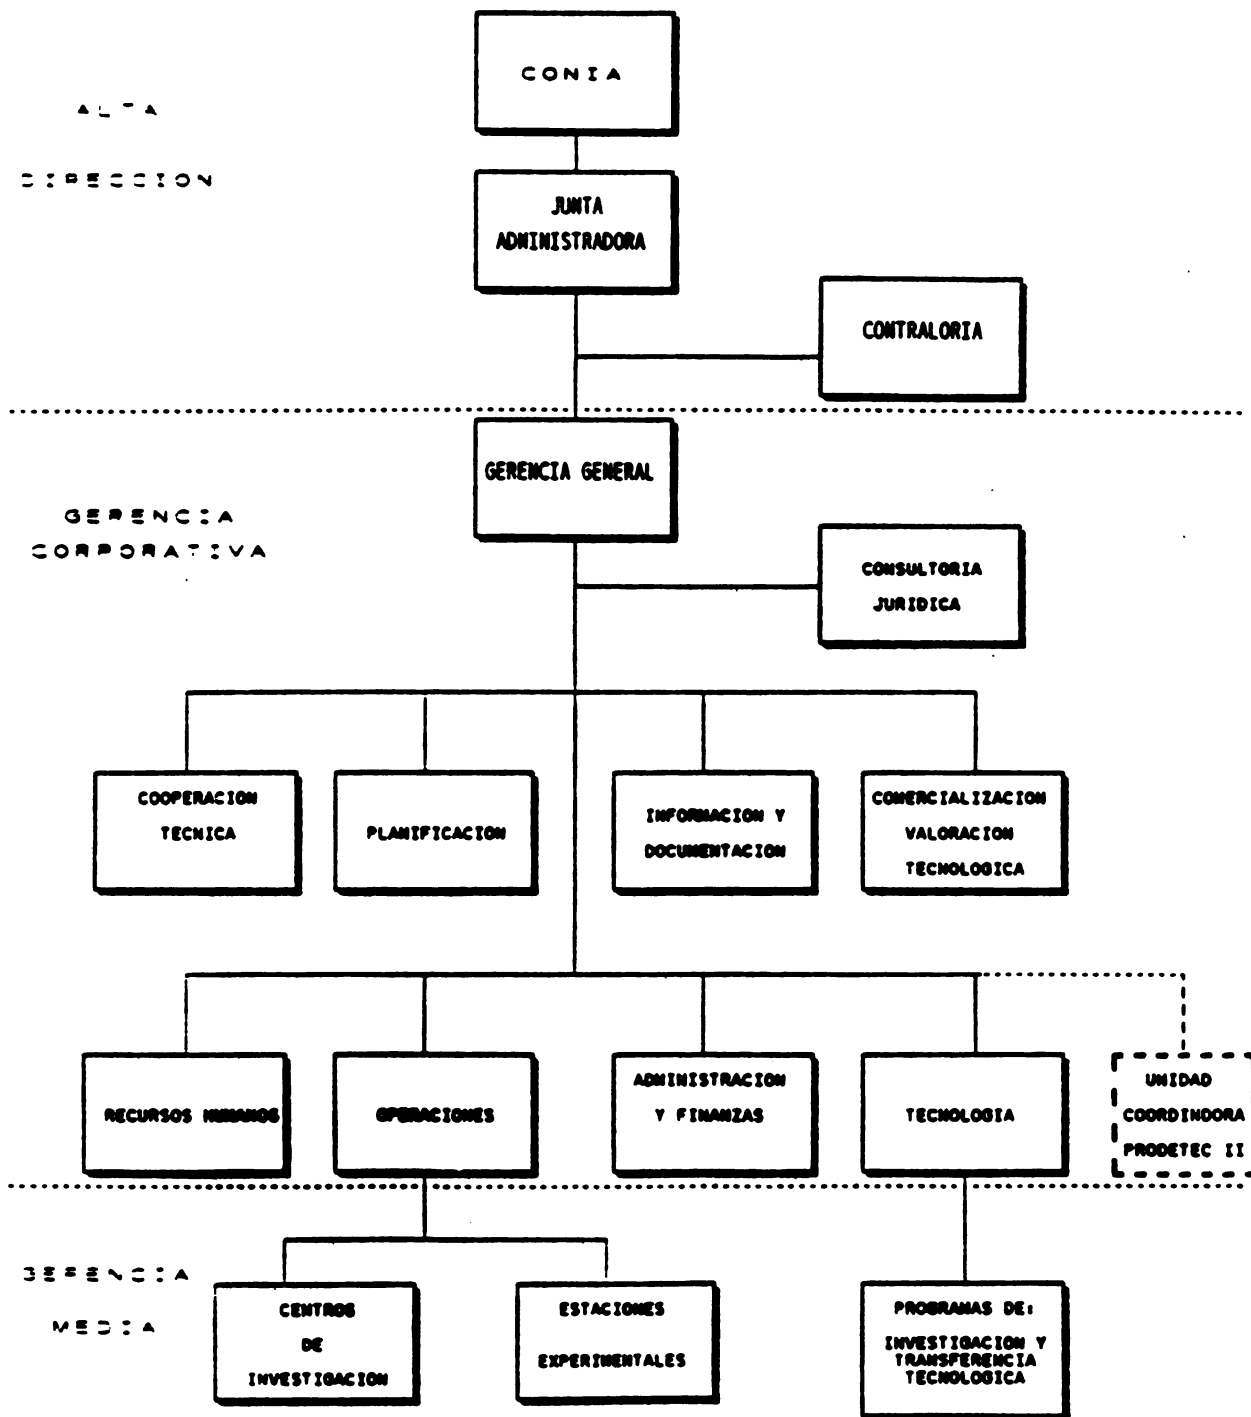 CONIA
ALTA
DIRECCION
JUNTA
ADMINISTRADORA
CONTRALORIA
GERENCIA GENERAL
GERENCIA
CORPORATIVA
CONSULTORIA
JURIDICA
COOPERACION
TECNICA
PLANIFICACION
INFORMACION Y
DOCUMENTACION
COMERCIALIZACION
VALORACION
TECNOLOGICA
RECURSOS HUMANOS
OPERACIONES
ADMINISTRACION
Y FINANZAS
TECNOLOGIA
UNIDAD
COORDINDORA
PRODETEC II
GERENCIA
MEDIA
CENTROS
DE
INVESTIGACION
ESTACIONES
EXPERIMENTALES
PROGRAMAS DE:
INVESTIGACION Y
TRANSFERENCIA
TECNOLOGICA